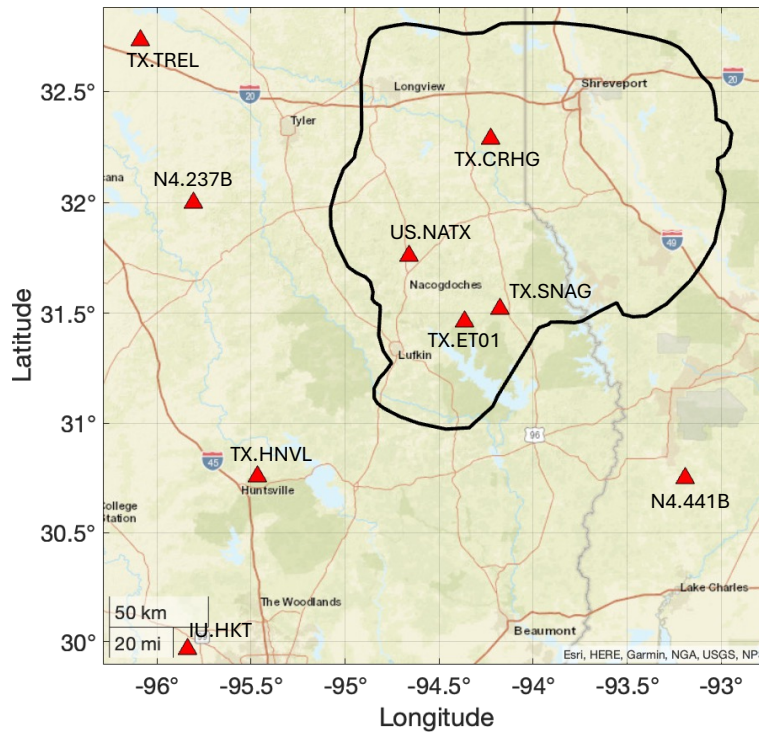 32.5°
32°
31.5°
31°
30.5°
30°
Latitude
TX.TREL
20
Longview
Shreveport
20
Tyler
TX.CRHG
N4.237B
cana
US.NATX
49
Nacogdoches
TX.SNAG
TX.ET01
Lufkin
96
TX.HNVL
45
Huntsville
N4.441B
College
Station
Lake Charles
50 km
The Woodlands
20 mi
IU.HKT
Beaumont
Esri, HERE, Garmin, NGA, USGS, NP
-96°
-95.5°
-95°
-94.5°
-94°
-93.5°
-93°
Longitude